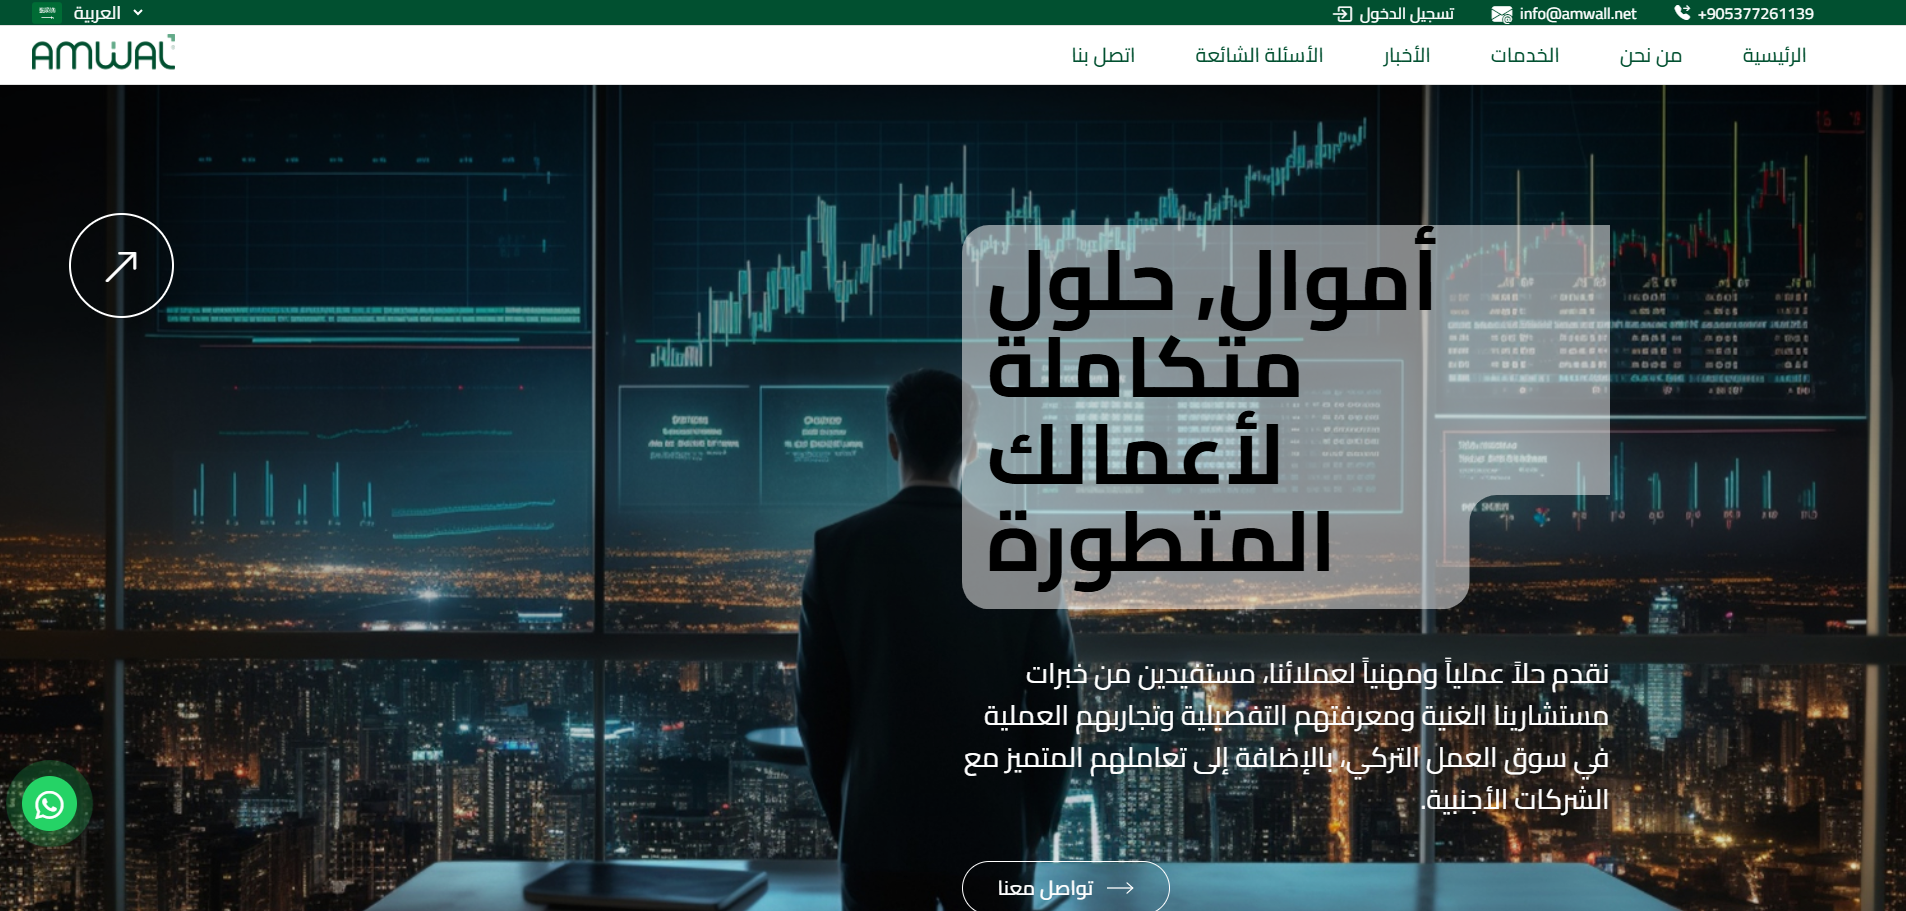 +905377261139
info@amwall.net
تسجيل الدخول
العربية
AMWAL
الرئيسية
من نحن
الخدمات
الأخبار
الأسئلة الشائعة
اتصل بنا
أموال, حلول
متكاملة
لأعمالك
المتطورة
نقدم حلاً عملياً ومهنياً لعملائنا، مستفيدين من خبرات
مستشارينا الغنية ومعرفتهم التفصيلية وتجاربهم العملية
في سوق العمل التركي، بالإضافة إلى تعاملهم المتميز مع
الشركات الأجنبية.
تواصل معنا